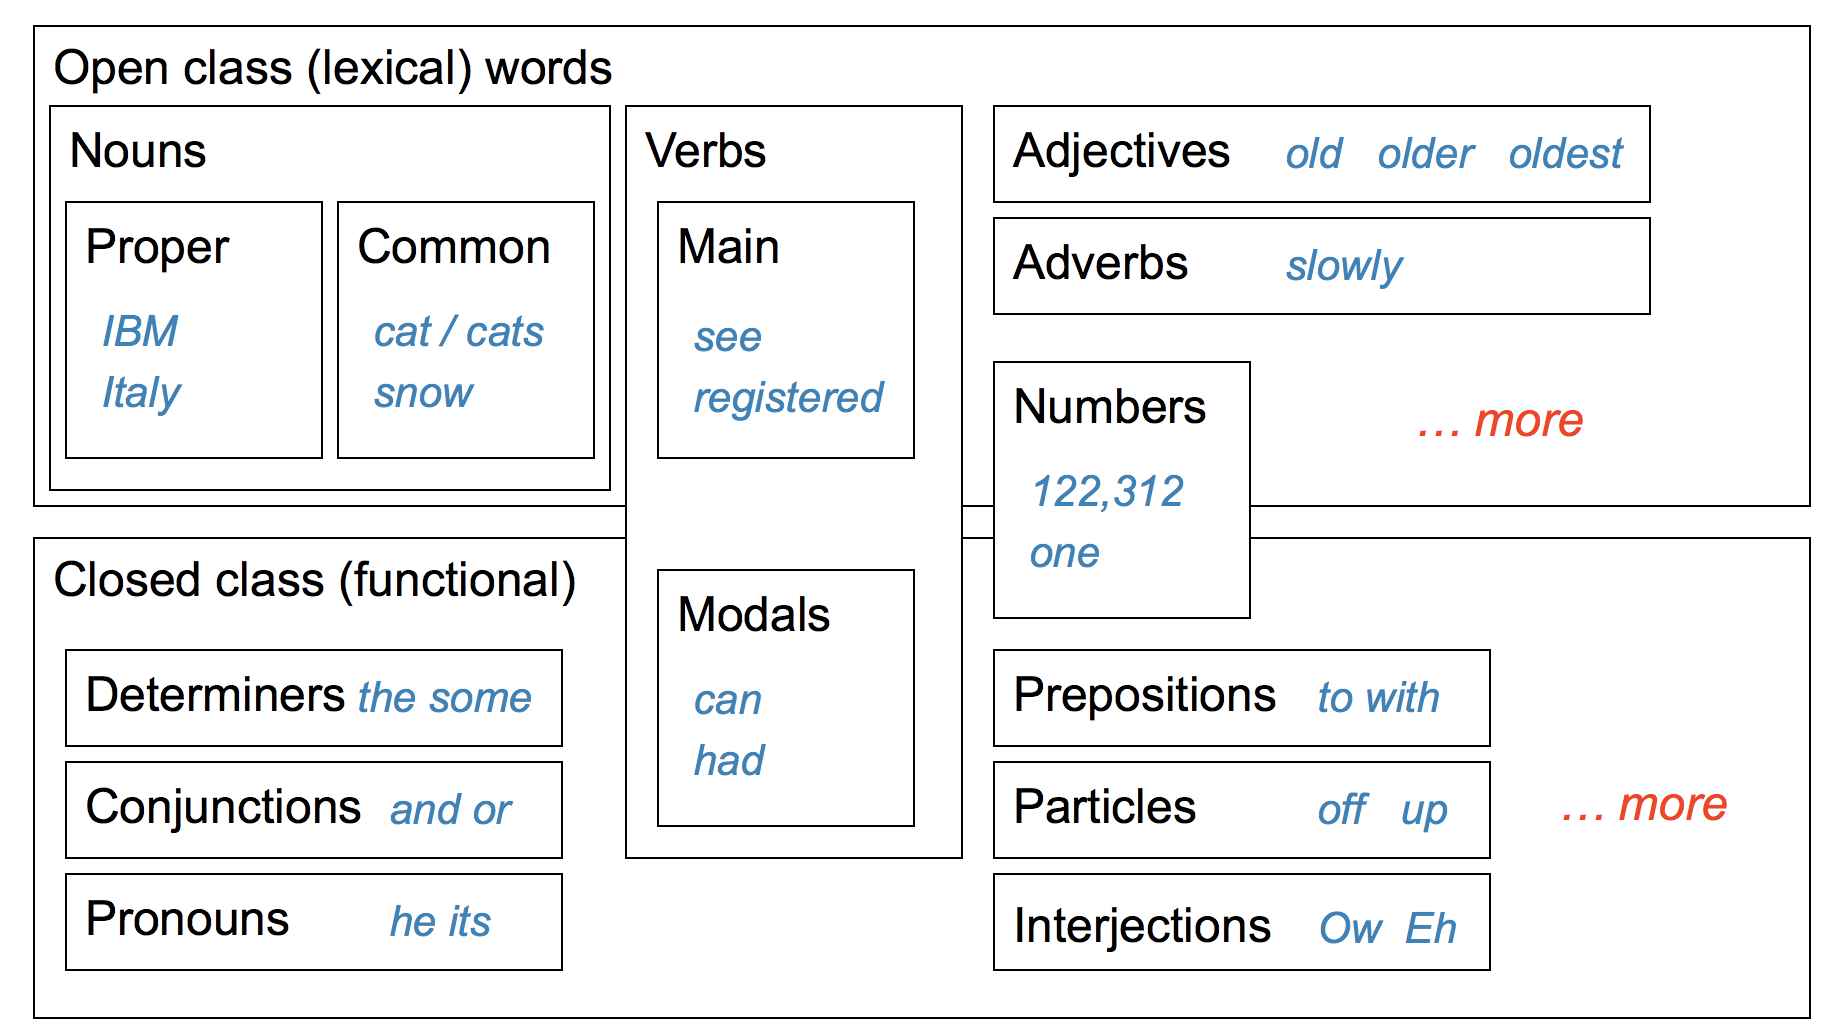 Open class (lexical) words
Nouns
Proper
IBM
Italy
Common
cat / cats
snow
Verbs
Main
see
registered
Adjectives old older oldest
Adverbs slowly
Numbers
122,312
one
… more
Closed class (functional)
Determiners the some
Conjunctions and or
Pronouns he its
Modals
can
had
Prepositions to with
Particles off up
Interjections Ow Eh
… more